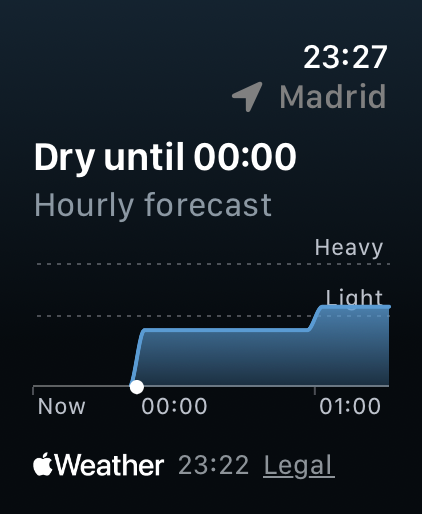 23:27
Madrid
Dry until 00:00
Hourly forecast
Heavy
Light
Now 00:00 01:00
Weather 23:22 Legal